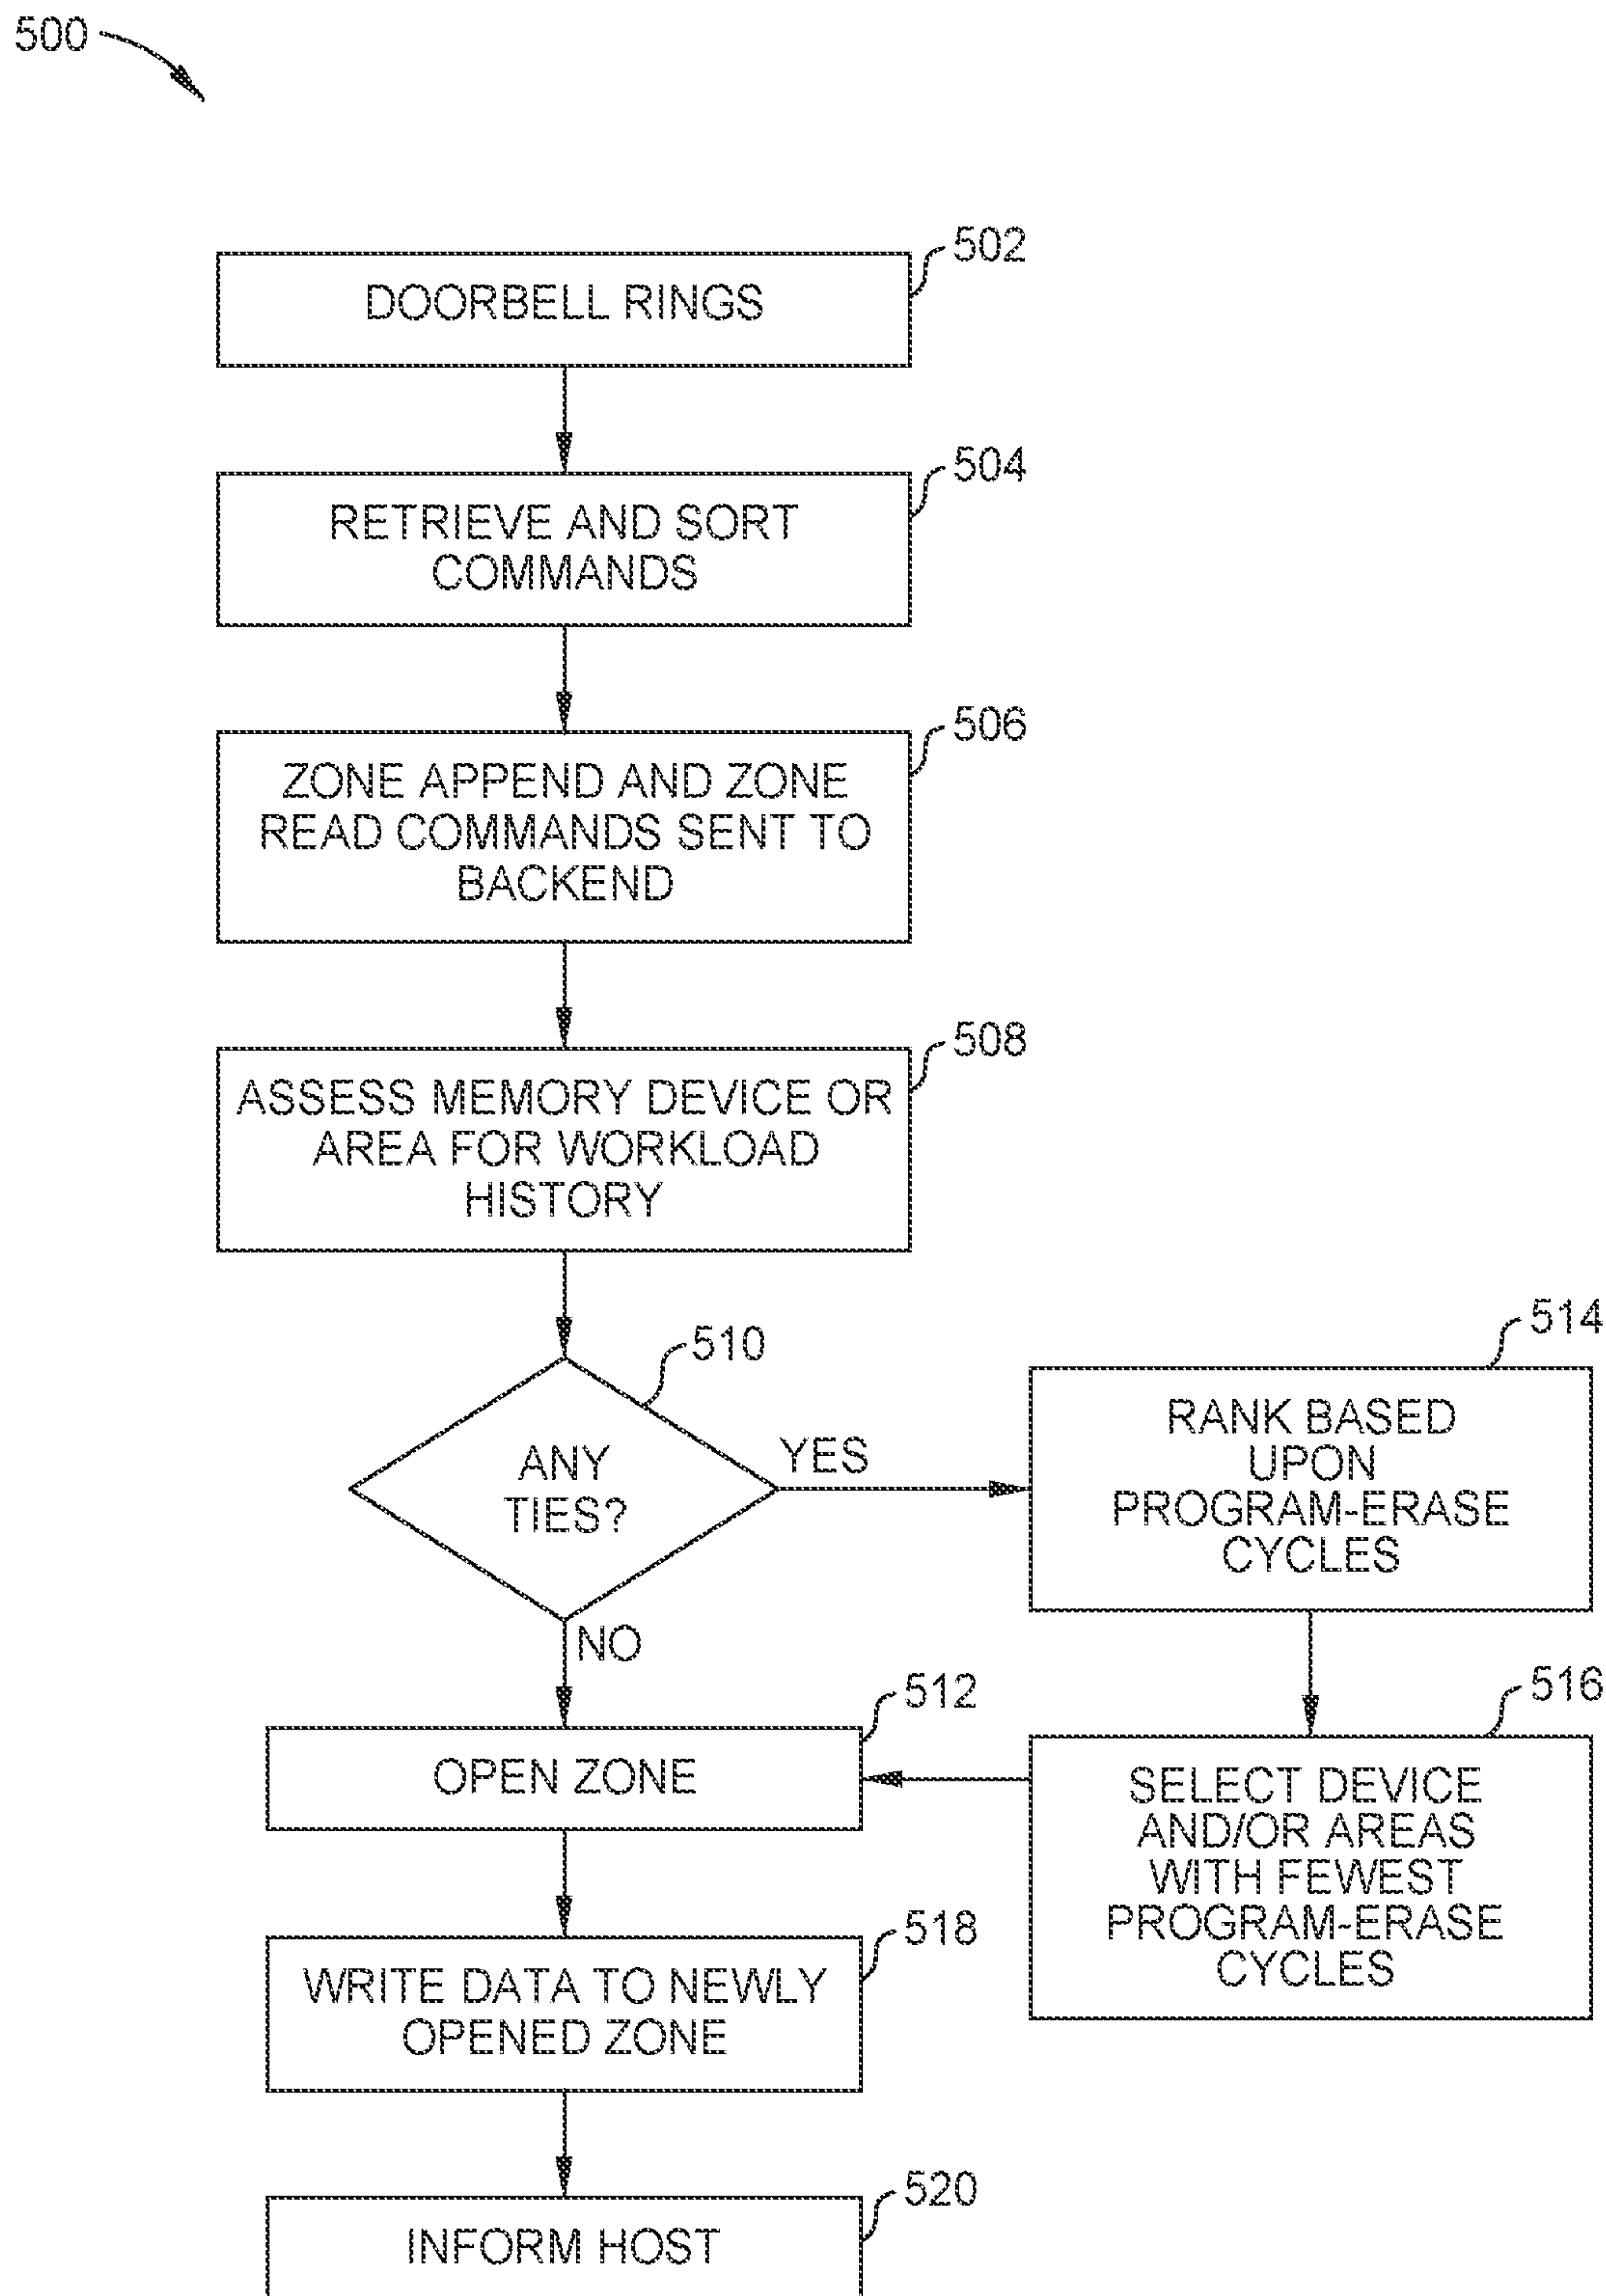 500
502
DOORBELL RINGS
504
RETRIEVE AND SORT
COMMANDS
506
ZONE APPEND AND ZONE
READ COMMANDS SENT TO
BACKEND
508
ASSESS MEMORY DEVICE OR
AREA FOR WORKLOAD
HISTORY
510
ANY
TIES?
YES
NO
514
RANK BASED
UPON
PROGRAM-ERASE
CYCLES
516
SELECT DEVICE
AND/OR AREAS
WITH FEWEST
PROGRAM-ERASE
CYCLES
512
OPEN ZONE
518
WRITE DATA TO NEWLY
OPENED ZONE
520
INFORM HOST